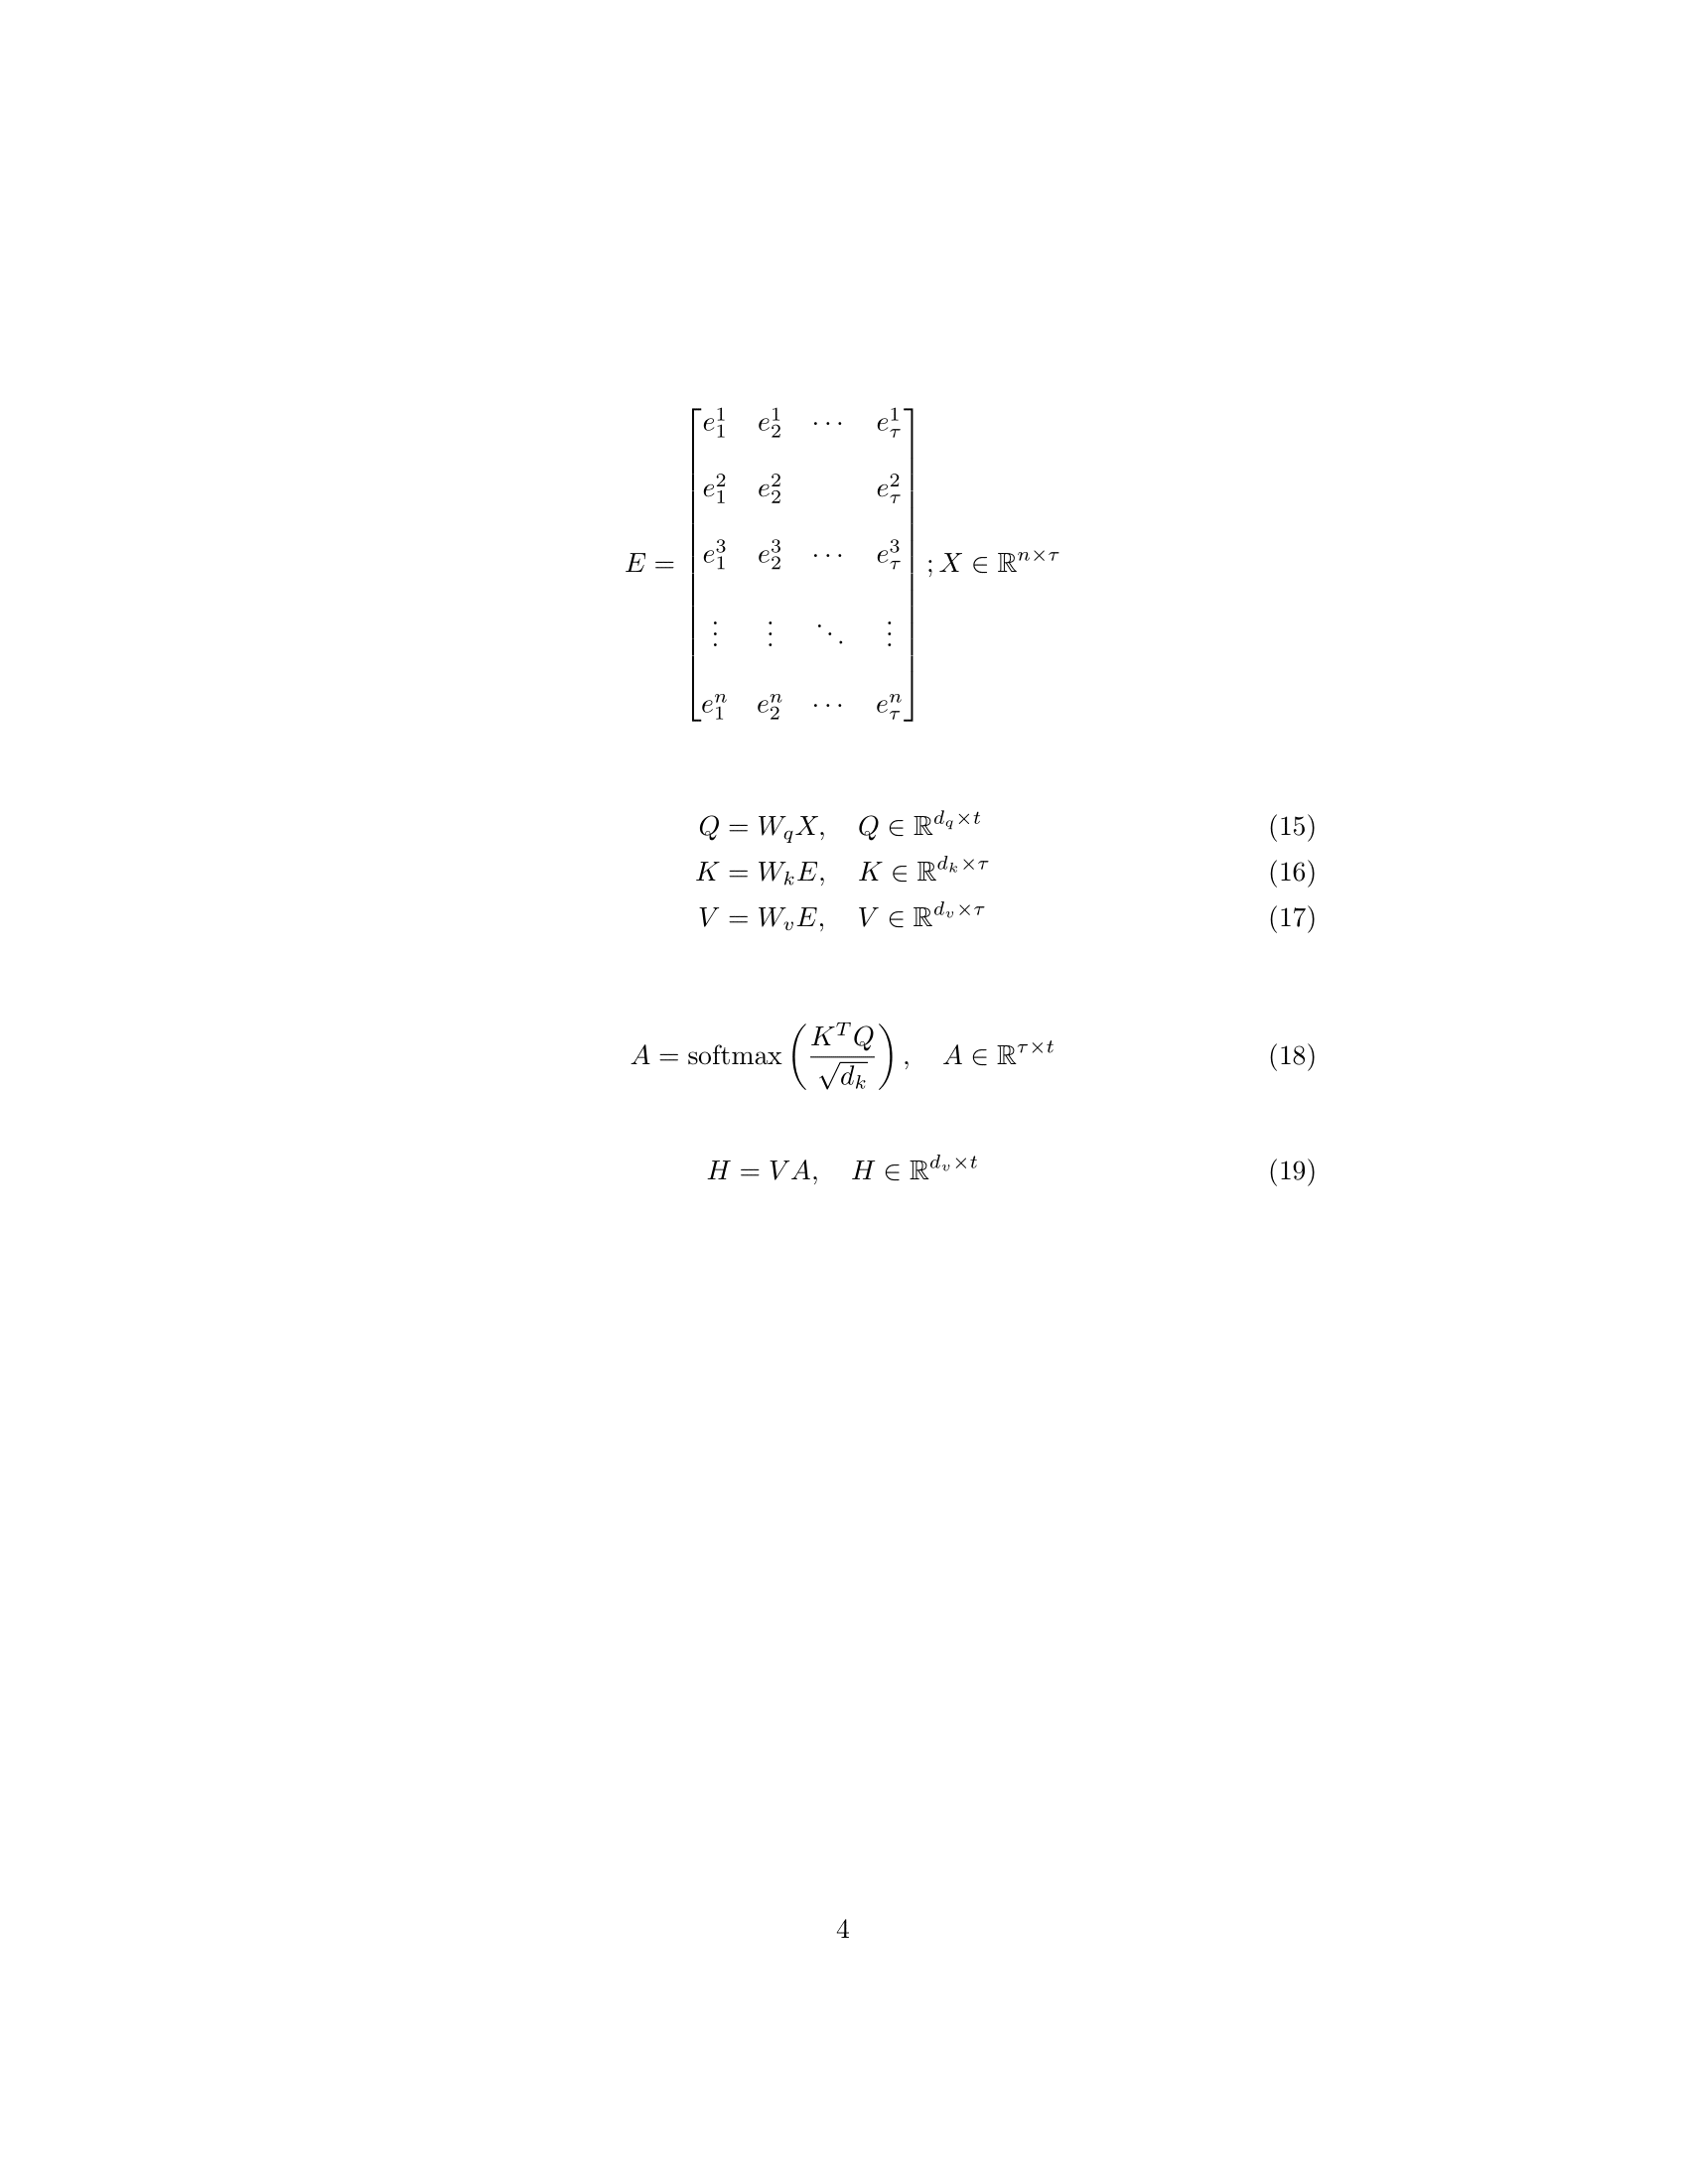 E = \begin{bmatrix} e_1^1 & e_2^1 & \cdots & e_\tau^1 \\ e_1^2 & e_2^2 & & e_\tau^2 \\ e_1^3 & e_2^3 & \cdots & e_\tau^3 \\ \vdots & \vdots & \ddots & \vdots \\ e_1^n & e_2^n & \cdots & e_\tau^n \end{bmatrix} ; X \in \mathbb{R}^{n \times \tau}
Q = W_q X, \quad Q \in \mathbb{R}^{d_q \times t} (15)
K = W_k E, \quad K \in \mathbb{R}^{d_k \times \tau} (16)
V = W_v E, \quad V \in \mathbb{R}^{d_v \times \tau} (17)
A = \text{softmax}\left(\frac{K^T Q}{\sqrt{d_k}}\right), \quad A \in \mathbb{R}^{\tau \times t} (18)
H = VA, \quad H \in \mathbb{R}^{d_v \times t} (19)
4